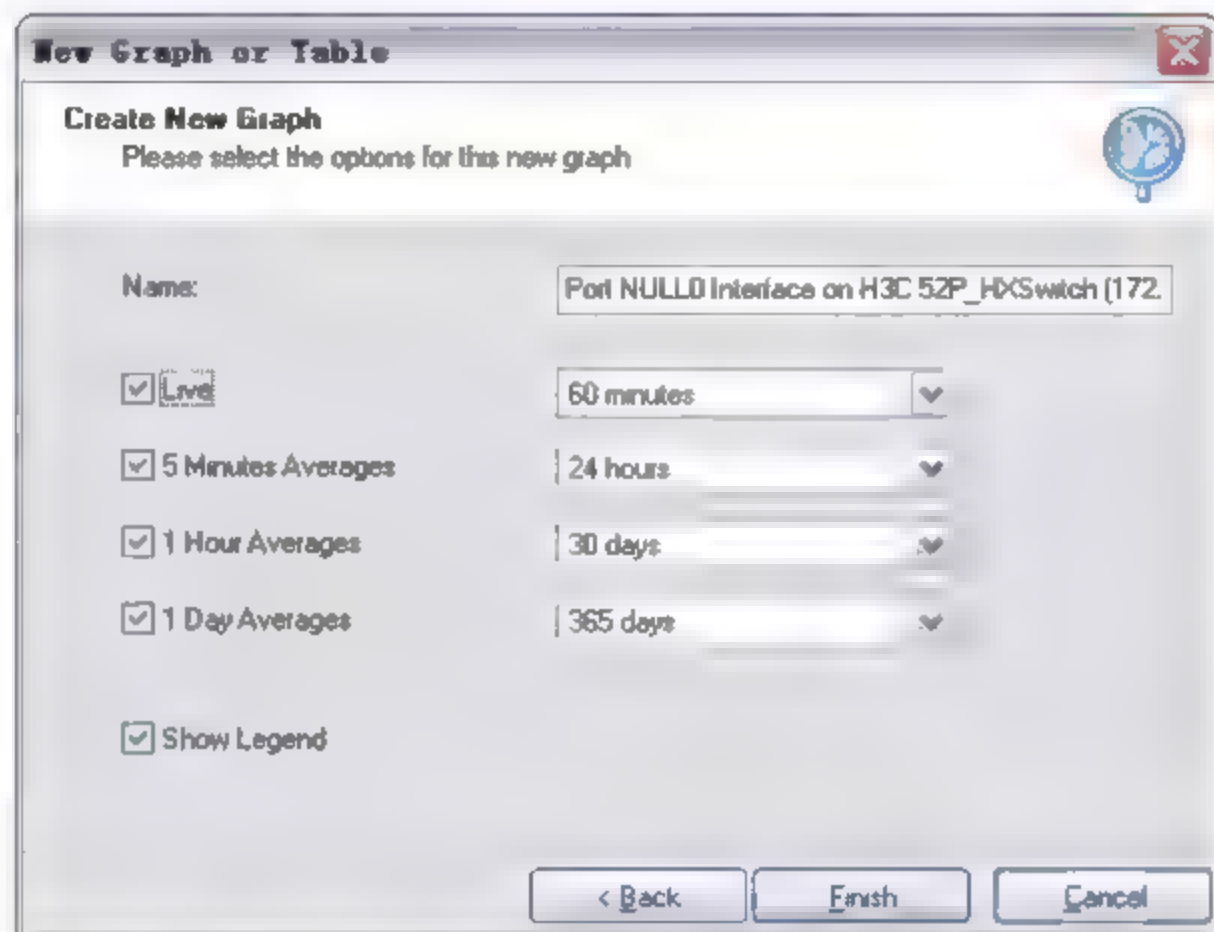 New Graph or Table
Create New Graph
Please select the options for this new graph
Name: Port NULL0 Interface on H3C 52P_HXSwitch (172.
Live 60 minutes
5 Minutes Averages 24 hours
1 Hour Averages 30 days
1 Day Averages 365 days
Show Legend
< Back Finish Cancel